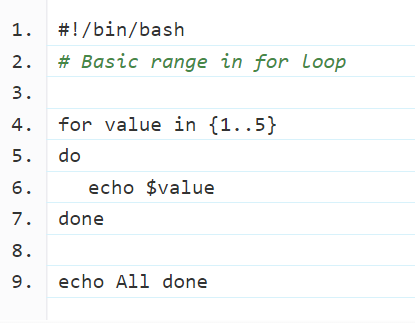 1. #!/bin/bash
2. # Basic range in for loop
3.
4. for value in {1..5}
5. do
6. echo $value
7. done
8.
9. echo All done